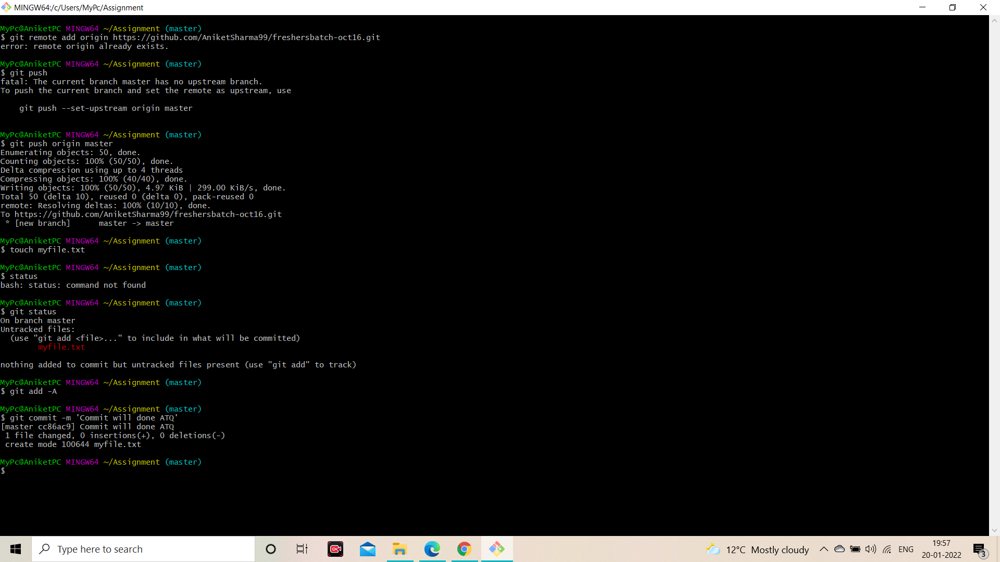 MINGW64:/c/Users/MyPc/Assignment
MyPc@AniketPC MINGW64 ~/Assignment (master)
$ git remote add origin https://github.com/AniketSharma99/freshersbatch-oct16.git
error: remote origin already exists.
MyPc@AniketPC MINGW64 ~/Assignment (master)
$ git push
fatal: The current branch master has no upstream branch.
To push the current branch and set the remote as upstream, use
git push --set-upstream origin master
MyPc@AniketPC MINGW64 ~/Assignment (master)
$ git push origin master
Enumerating objects: 50, done.
Counting objects: 100% (50/50), done.
Delta compression using up to 4 threads
Compressing objects: 100% (40/40), done.
Writing objects: 100% (50/50), 4.97 KiB | 299.00 KiB/s, done.
Total 50 (delta 10), reused 0 (delta 0), pack-reused 0
remote: Resolving deltas: 100% (10/10), done.
To https://github.com/AniketSharma99/freshersbatch-oct16.git
* [new branch]      master -> master
MyPc@AniketPC MINGW64 ~/Assignment (master)
$ touch myfile.txt
MyPc@AniketPC MINGW64 ~/Assignment (master)
$ status
bash: status: command not found
MyPc@AniketPC MINGW64 ~/Assignment (master)
$ git status
On branch master
Untracked files:
(use "git add <file>..." to include in what will be committed)
myfile.txt
nothing added to commit but untracked files present (use "git add" to track)
MyPc@AniketPC MINGW64 ~/Assignment (master)
$ git add -A
MyPc@AniketPC MINGW64 ~/Assignment (master)
$ git commit -m 'Commit will done ATQ'
[master cc86ac9] Commit will done ATQ
1 file changed, 0 insertions(+), 0 deletions(-)
create mode 100644 myfile.txt
MyPc@AniketPC MINGW64 ~/Assignment (master)
$
Type here to search
12°C Mostly cloudy
ENG
19:57
20-01-2022
3